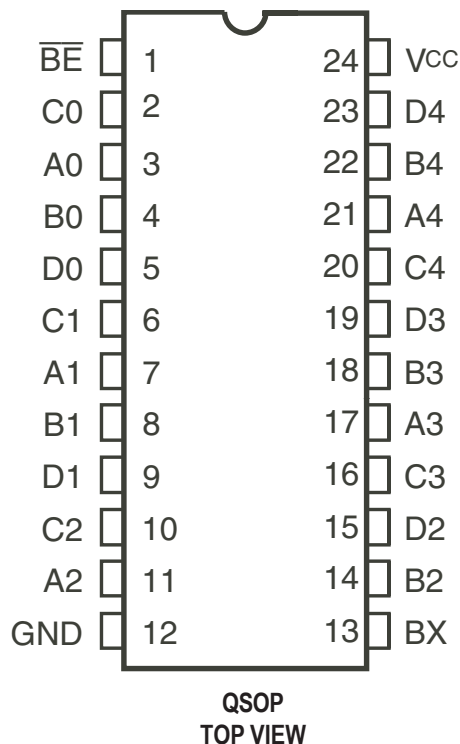 B̅E̅ 1 24 VCC
C0 2 23 D4
A0 3 22 B4
B0 4 21 A4
D0 5 20 C4
C1 6 19 D3
A1 7 18 B3
B1 8 17 A3
D1 9 16 C3
C2 10 15 D2
A2 11 14 B2
GND 12 13 BX
QSOP
TOP VIEW